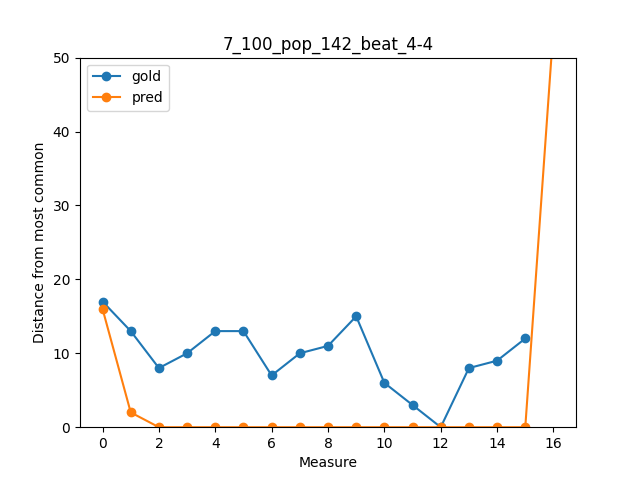 7_100_pop_142_beat_4-4
gold
pred
50
40
30
20
10
0
Distance from most common
0 2 4 6 8 10 12 14 16
Measure